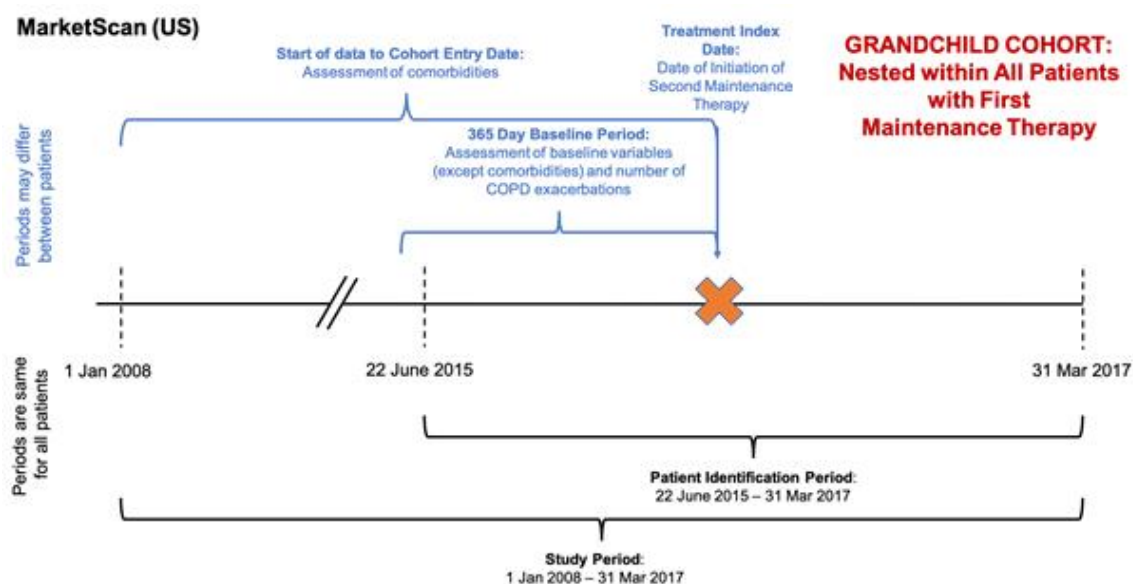 MarketScan (US)
Start of data to Cohort Entry Date:
Assessment of comorbidities
Treatment Index
Date:
Date of Initiation of
Second Maintenance
Therapy
GRANDCHILD COHORT:
Nested within All Patients
with First
Maintenance Therapy
365 Day Baseline Period:
Assessment of baseline variables
(except comorbidities) and number of
COPD exacerbations
Periods may differ
between patients
1 Jan 2008
22 June 2015
31 Mar 2017
Periods are same
for all patients
Patient Identification Period:
22 June 2015 – 31 Mar 2017
Study Period:
1 Jan 2008 – 31 Mar 2017